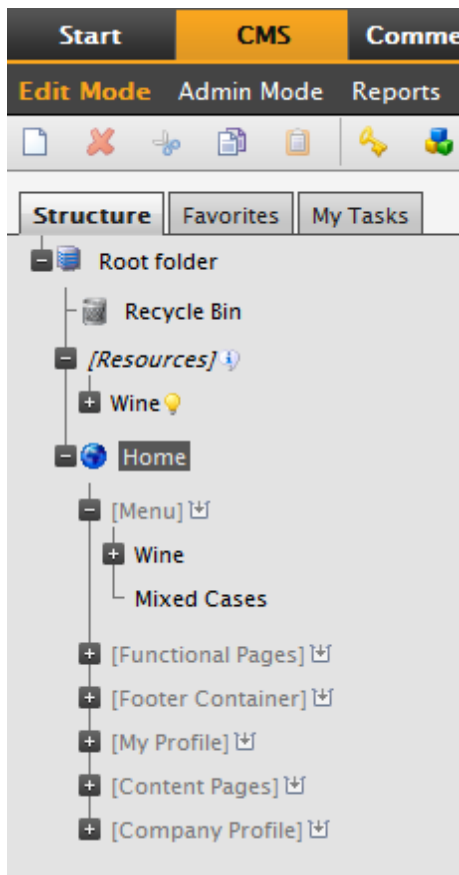 Start CMS Comme
Edit Mode Admin Mode Reports
Structure Favorites My Tasks
Root folder
Recycle Bin
[Resources]
Wine
Home
[Menu]
Wine
Mixed Cases
[Functional Pages]
[Footer Container]
[My Profile]
[Content Pages]
[Company Profile]